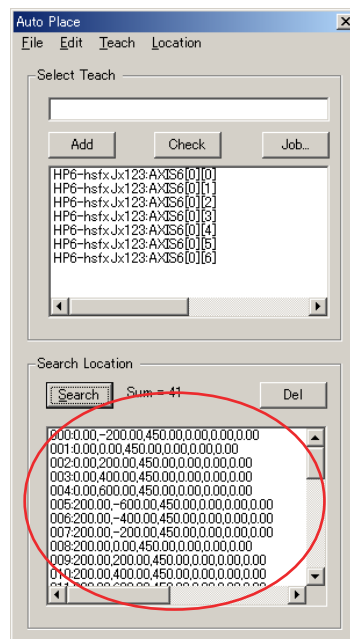 Auto Place
File Edit Teach Location
Select Teach
Add Check Job...
HP6-hsfxJx123:AXIS6[0][0]
HP6-hsfxJx123:AXIS6[0][1]
HP6-hsfxJx123:AXIS6[0][2]
HP6-hsfxJx123:AXIS6[0][3]
HP6-hsfxJx123:AXIS6[0][4]
HP6-hsfxJx123:AXIS6[0][5]
HP6-hsfxJx123:AXIS6[0][6]
Search Location
Search Sum = 41 Del
000:0.00,-200.00,450.00,0.00,0.00,0.00
001:0.00,0.00,450.00,0.00,0.00,0.00
002:0.00,200.00,450.00,0.00,0.00,0.00
003:0.00,400.00,450.00,0.00,0.00,0.00
004:0.00,600.00,450.00,0.00,0.00,0.00
005:200.00,-600.00,450.00,0.00,0.00,0.00
006:200.00,-400.00,450.00,0.00,0.00,0.00
007:200.00,-200.00,450.00,0.00,0.00,0.00
008:200.00,0.00,450.00,0.00,0.00,0.00
009:200.00,200.00,450.00,0.00,0.00,0.00
010:200.00,400.00,450.00,0.00,0.00,0.00